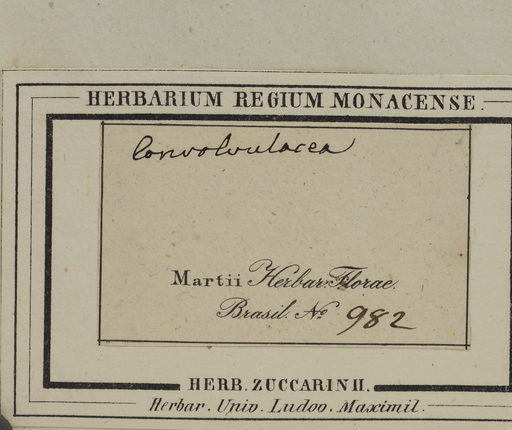 HERBARIUM REGIUM MONACENSE.
Convolvulacea
Martii Herbar. Florae.
Brasil. No 982
HERB. ZUCCARINII.
Herbar. Univ. Ludov. Maximil.